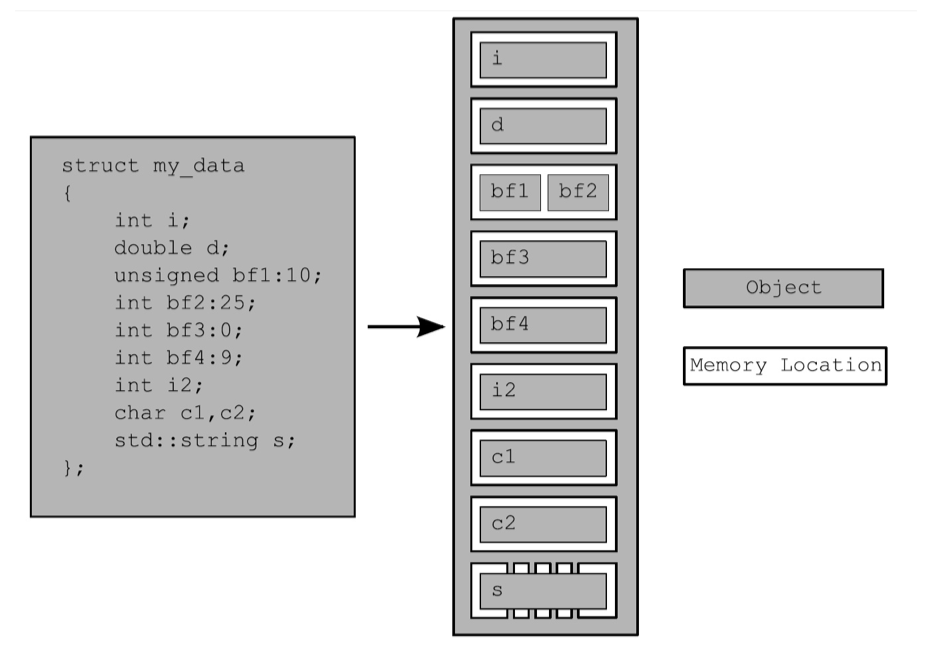 struct my_data
{
int i;
double d;
unsigned bf1:10;
int bf2:25;
int bf3:0;
int bf4:9;
int i2;
char c1,c2;
std::string s;
};
i
d
bf1 bf2
bf3
bf4
i2
c1
c2
s
Object
Memory Location